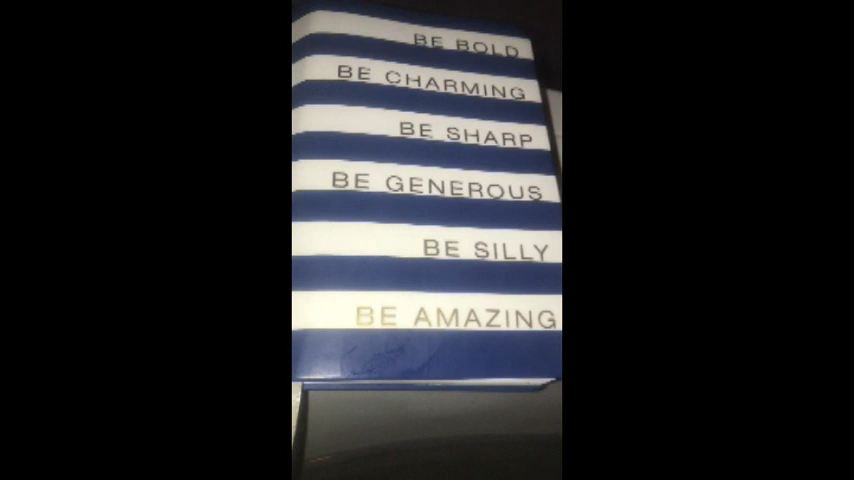 BE BOLD
BE CHARMING
BE SHARP
BE GENEROUS
BE SILLY
BE AMAZING